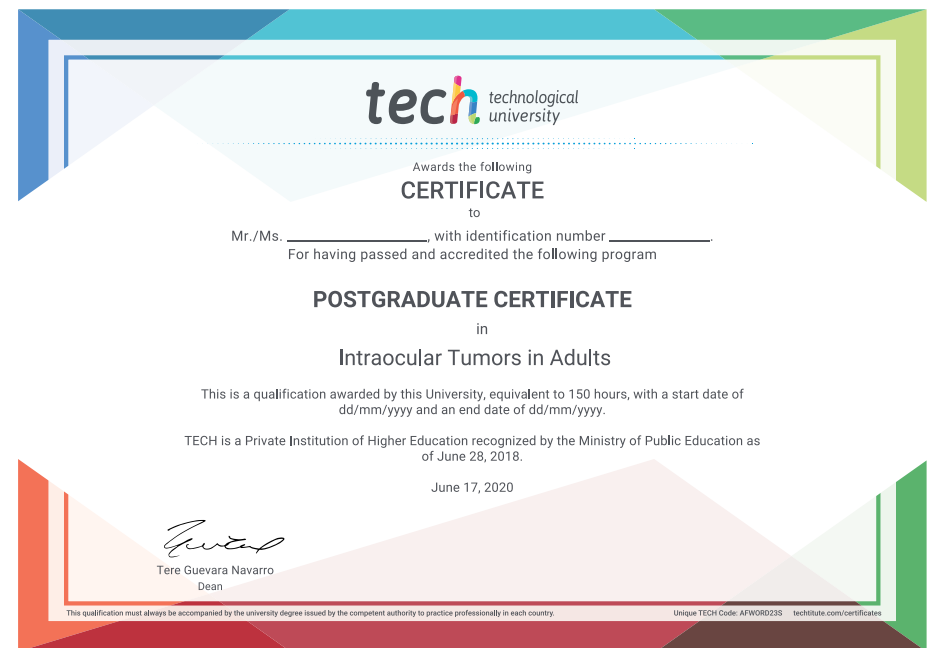 tech technological
university
Awards the following
CERTIFICATE
to
Mr./Ms. ____________________, with identification number ______________.
For having passed and accredited the following program
POSTGRADUATE CERTIFICATE
in
Intraocular Tumors in Adults
This is a qualification awarded by this University, equivalent to 150 hours, with a start date of
dd/mm/yyyy and an end date of dd/mm/yyyy.
TECH is a Private Institution of Higher Education recognized by the Ministry of Public Education as
of June 28, 2018.
June 17, 2020
Tere Guevara Navarro
Dean
This qualification must always be accompanied by the university degree issued by the competent authority to practice professionally in each country. Unique TECH Code: AFWORD23S techtitute.com/certificates